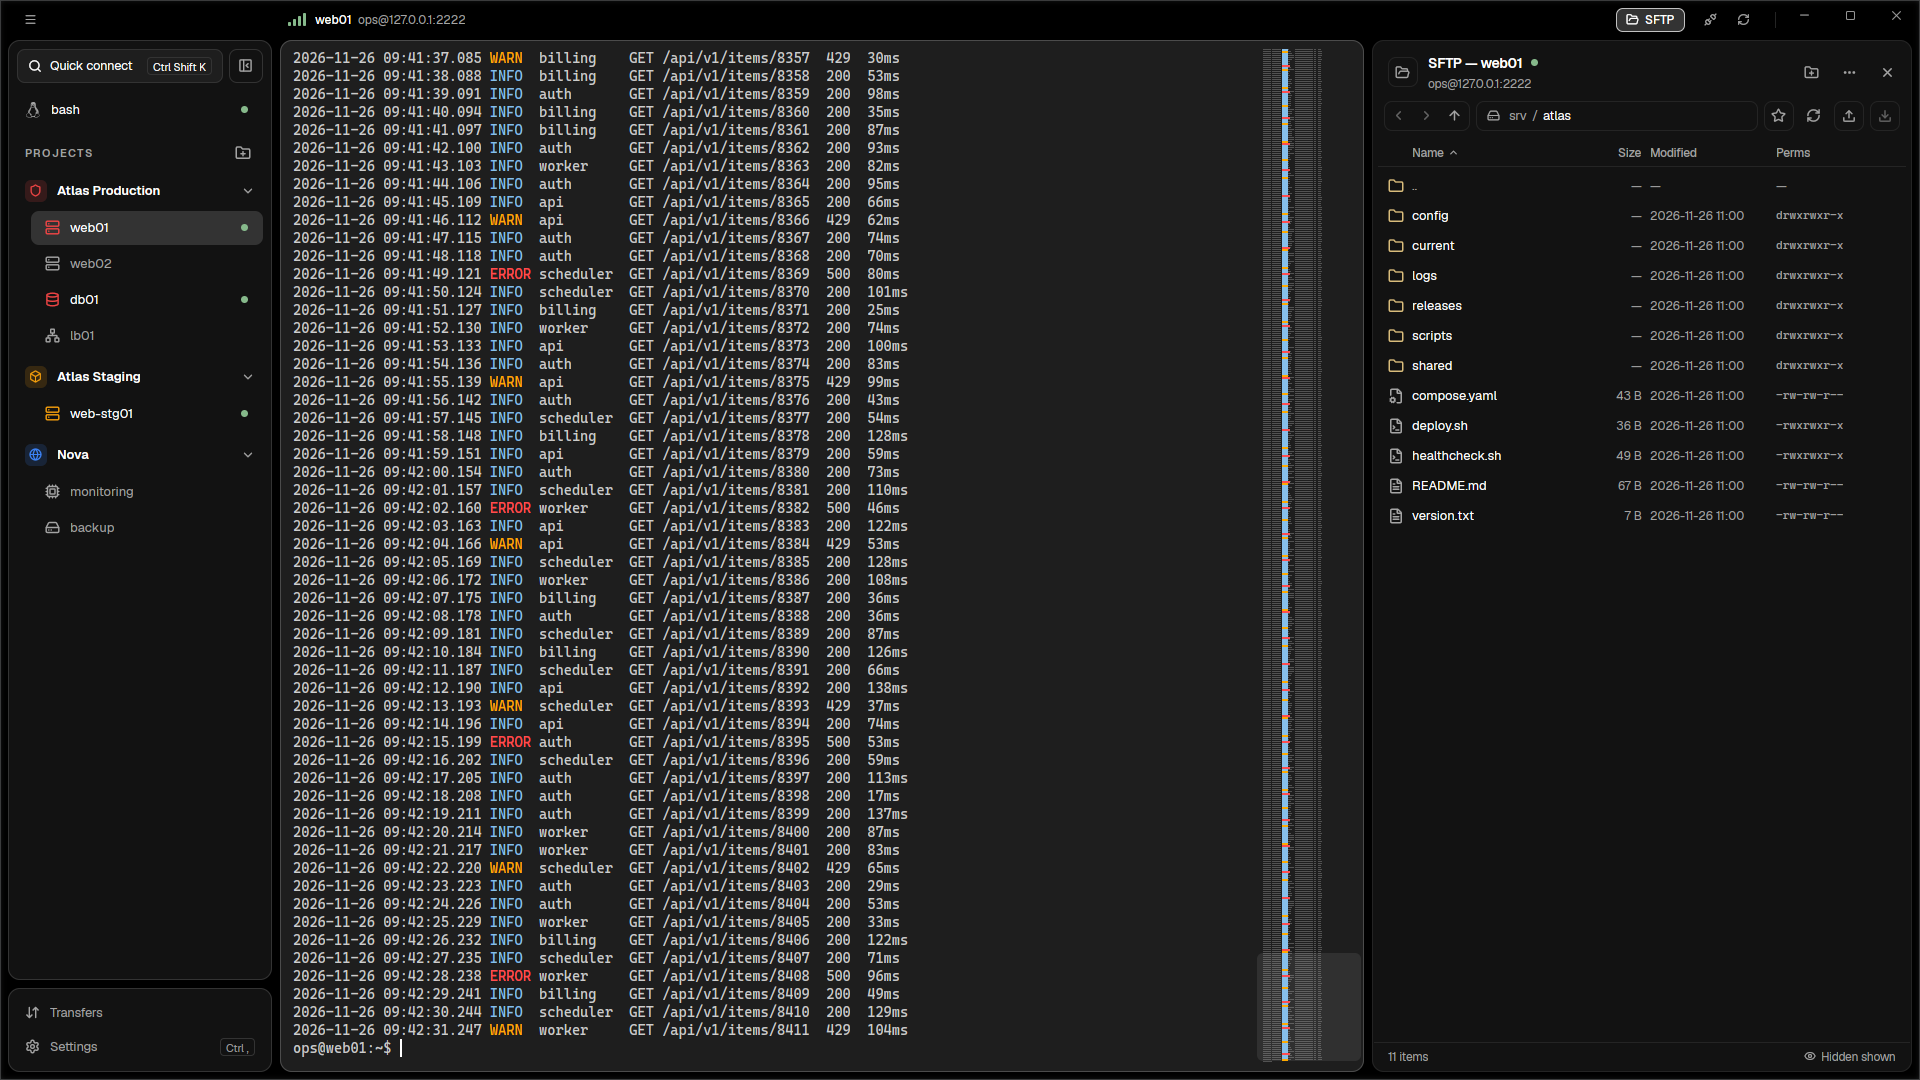 web01 ops@127.0.0.1:2222
SFTP
Quick connect Ctrl Shift K
bash
PROJECTS
Atlas Production
web01
web02
db01
lb01
Atlas Staging
web-stg01
Nova
monitoring
backup
Transfers
Settings Ctrl ,
2026-11-26 09:41:37.085 WARN billing GET /api/v1/items/8357 429 30ms
2026-11-26 09:41:38.088 INFO billing GET /api/v1/items/8358 200 53ms
2026-11-26 09:41:39.091 INFO auth GET /api/v1/items/8359 200 98ms
2026-11-26 09:41:40.094 INFO billing GET /api/v1/items/8360 200 35ms
2026-11-26 09:41:41.097 INFO billing GET /api/v1/items/8361 200 87ms
2026-11-26 09:41:42.100 INFO auth GET /api/v1/items/8362 200 93ms
2026-11-26 09:41:43.103 INFO worker GET /api/v1/items/8363 200 82ms
2026-11-26 09:41:44.106 INFO auth GET /api/v1/items/8364 200 95ms
2026-11-26 09:41:45.109 INFO api GET /api/v1/items/8365 200 66ms
2026-11-26 09:41:46.112 WARN api GET /api/v1/items/8366 429 62ms
2026-11-26 09:41:47.115 INFO auth GET /api/v1/items/8367 200 74ms
2026-11-26 09:41:48.118 INFO auth GET /api/v1/items/8368 200 70ms
2026-11-26 09:41:49.121 ERROR scheduler GET /api/v1/items/8369 500 80ms
2026-11-26 09:41:50.124 INFO scheduler GET /api/v1/items/8370 200 101ms
2026-11-26 09:41:51.127 INFO billing GET /api/v1/items/8371 200 25ms
2026-11-26 09:41:52.130 INFO worker GET /api/v1/items/8372 200 74ms
2026-11-26 09:41:53.133 INFO api GET /api/v1/items/8373 200 100ms
2026-11-26 09:41:54.136 INFO auth GET /api/v1/items/8374 200 83ms
2026-11-26 09:41:55.139 WARN api GET /api/v1/items/8375 429 99ms
2026-11-26 09:41:56.142 INFO auth GET /api/v1/items/8376 200 43ms
2026-11-26 09:41:57.145 INFO scheduler GET /api/v1/items/8377 200 54ms
2026-11-26 09:41:58.148 INFO billing GET /api/v1/items/8378 200 128ms
2026-11-26 09:41:59.151 INFO api GET /api/v1/items/8379 200 59ms
2026-11-26 09:42:00.154 INFO auth GET /api/v1/items/8380 200 73ms
2026-11-26 09:42:01.157 INFO scheduler GET /api/v1/items/8381 200 110ms
2026-11-26 09:42:02.160 ERROR worker GET /api/v1/items/8382 500 46ms
2026-11-26 09:42:03.163 INFO api GET /api/v1/items/8383 200 122ms
2026-11-26 09:42:04.166 WARN api GET /api/v1/items/8384 429 53ms
2026-11-26 09:42:05.169 INFO scheduler GET /api/v1/items/8385 200 128ms
2026-11-26 09:42:06.172 INFO worker GET /api/v1/items/8386 200 108ms
2026-11-26 09:42:07.175 INFO billing GET /api/v1/items/8387 200 36ms
2026-11-26 09:42:08.178 INFO auth GET /api/v1/items/8388 200 36ms
2026-11-26 09:42:09.181 INFO scheduler GET /api/v1/items/8389 200 87ms
2026-11-26 09:42:10.184 INFO billing GET /api/v1/items/8390 200 126ms
2026-11-26 09:42:11.187 INFO scheduler GET /api/v1/items/8391 200 66ms
2026-11-26 09:42:12.190 INFO api GET /api/v1/items/8392 200 138ms
2026-11-26 09:42:13.193 WARN scheduler GET /api/v1/items/8393 429 37ms
2026-11-26 09:42:14.196 INFO api GET /api/v1/items/8394 200 74ms
2026-11-26 09:42:15.199 ERROR auth GET /api/v1/items/8395 500 53ms
2026-11-26 09:42:16.202 INFO scheduler GET /api/v1/items/8396 200 59ms
2026-11-26 09:42:17.205 INFO auth GET /api/v1/items/8397 200 113ms
2026-11-26 09:42:18.208 INFO auth GET /api/v1/items/8398 200 17ms
2026-11-26 09:42:19.211 INFO auth GET /api/v1/items/8399 200 137ms
2026-11-26 09:42:20.214 INFO worker GET /api/v1/items/8400 200 87ms
2026-11-26 09:42:21.217 INFO worker GET /api/v1/items/8401 200 83ms
2026-11-26 09:42:22.220 WARN scheduler GET /api/v1/items/8402 429 65ms
2026-11-26 09:42:23.223 INFO auth GET /api/v1/items/8403 200 29ms
2026-11-26 09:42:24.226 INFO auth GET /api/v1/items/8404 200 53ms
2026-11-26 09:42:25.229 INFO worker GET /api/v1/items/8405 200 33ms
2026-11-26 09:42:26.232 INFO billing GET /api/v1/items/8406 200 122ms
2026-11-26 09:42:27.235 INFO scheduler GET /api/v1/items/8407 200 71ms
2026-11-26 09:42:28.238 ERROR worker GET /api/v1/items/8408 500 96ms
2026-11-26 09:42:29.241 INFO billing GET /api/v1/items/8409 200 49ms
2026-11-26 09:42:30.244 INFO scheduler GET /api/v1/items/8410 200 129ms
2026-11-26 09:42:31.247 WARN worker GET /api/v1/items/8411 429 104ms
ops@web01:~$
SFTP — web01
ops@127.0.0.1:2222
srv / atlas
Name Size Modified Perms
.. — — —
config — 2026-11-26 11:00 drwxrwxr-x
current — 2026-11-26 11:00 drwxrwxr-x
logs — 2026-11-26 11:00 drwxrwxr-x
releases — 2026-11-26 11:00 drwxrwxr-x
scripts — 2026-11-26 11:00 drwxrwxr-x
shared — 2026-11-26 11:00 drwxrwxr-x
compose.yaml 43 B 2026-11-26 11:00 -rw-rw-r--
deploy.sh 36 B 2026-11-26 11:00 -rwxrwxr-x
healthcheck.sh 49 B 2026-11-26 11:00 -rwxrwxr-x
README.md 67 B 2026-11-26 11:00 -rw-rw-r--
version.txt 7 B 2026-11-26 11:00 -rw-rw-r--
11 items Hidden shown